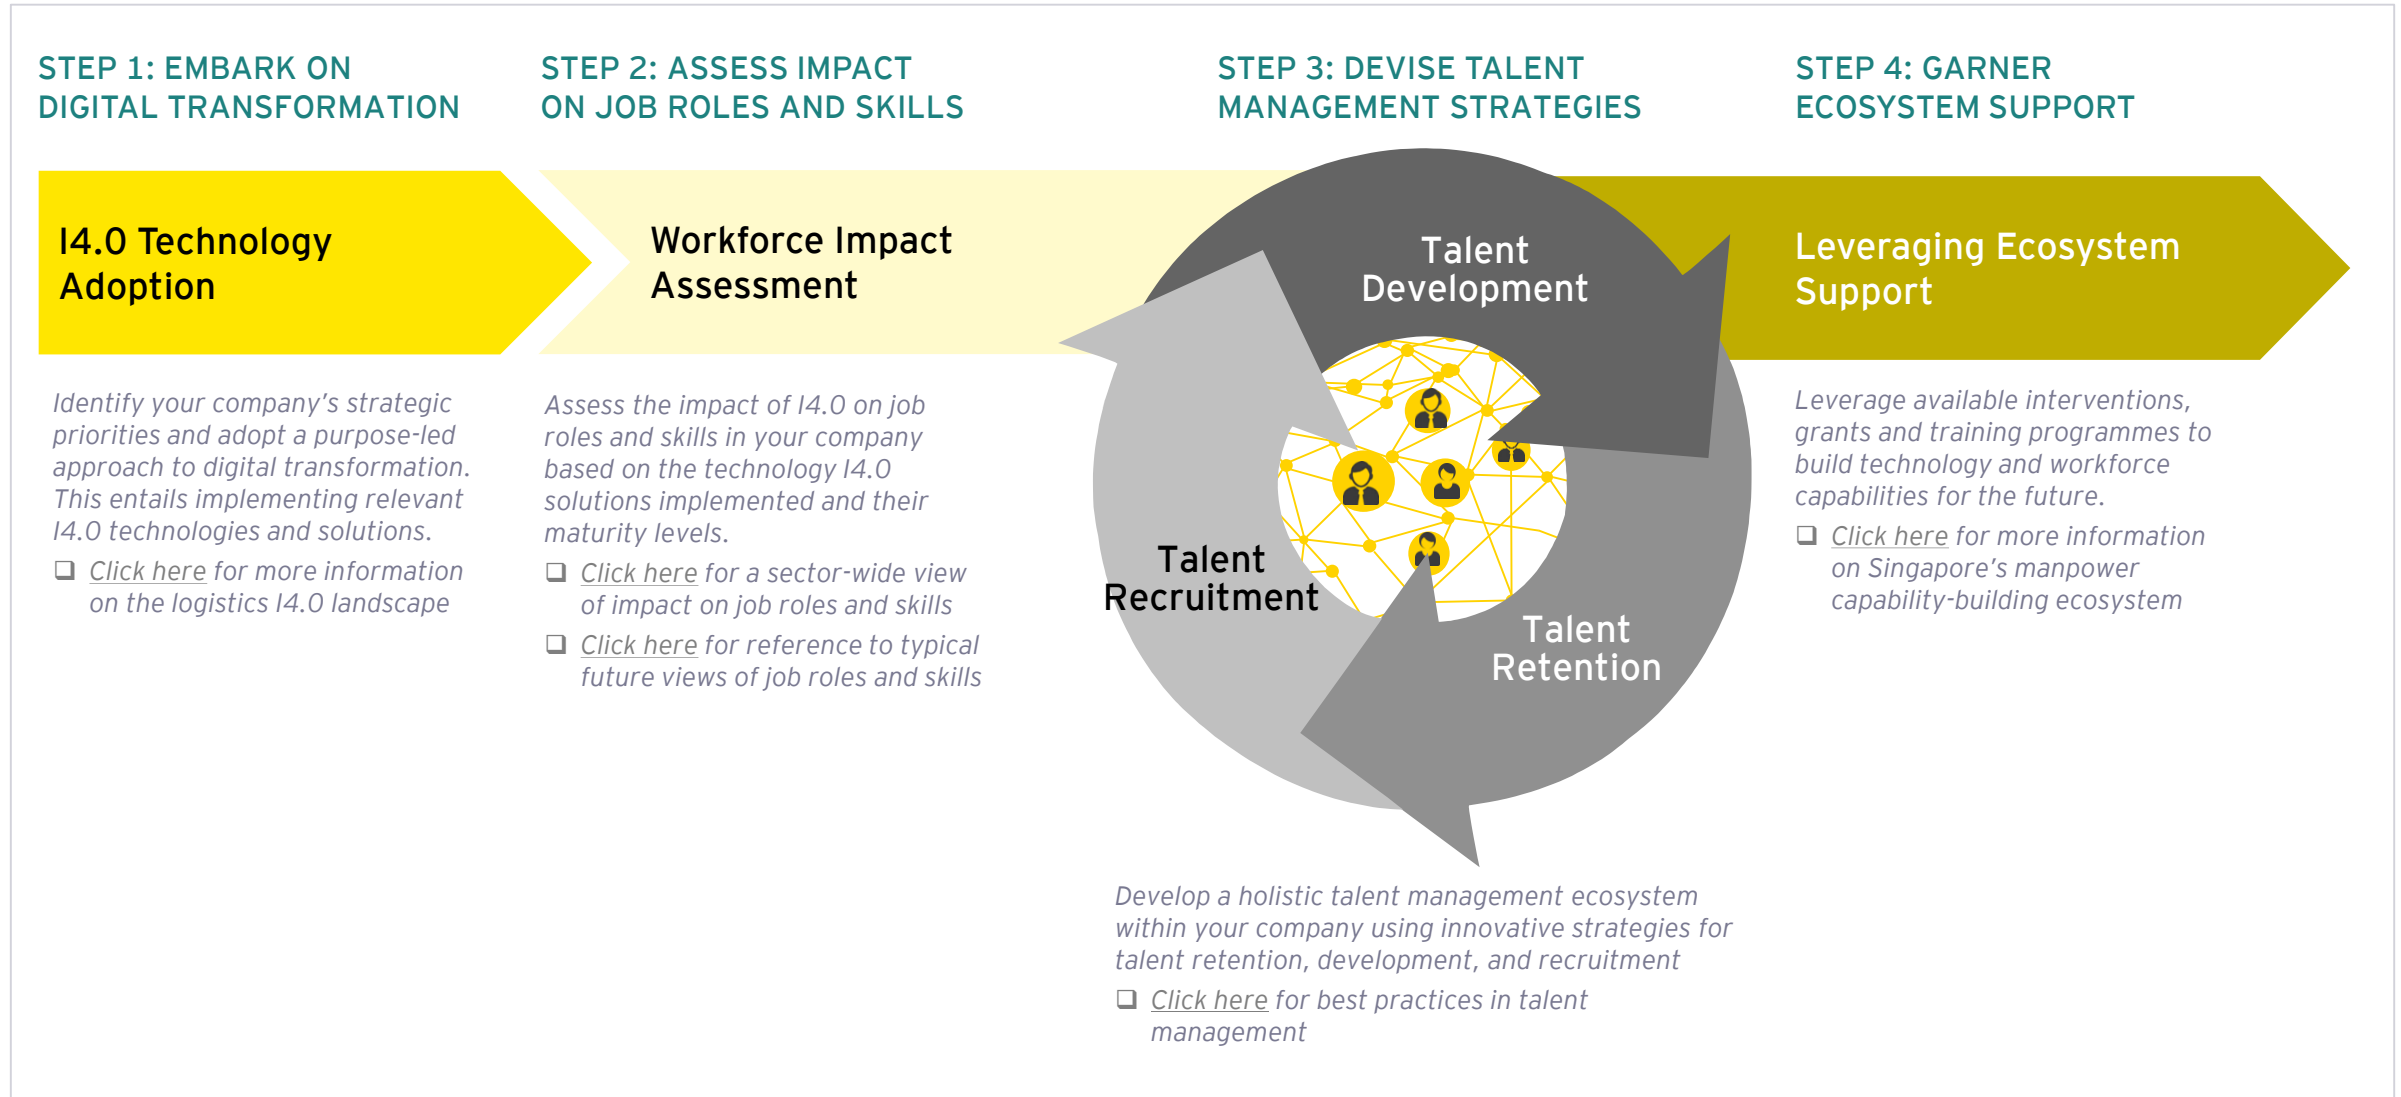 STEP 1: EMBARK ON
DIGITAL TRANSFORMATION
STEP 2: ASSESS IMPACT
ON JOB ROLES AND SKILLS
STEP 3: DEVISE TALENT
MANAGEMENT STRATEGIES
STEP 4: GARNER
ECOSYSTEM SUPPORT
I4.0 Technology
Adoption
Workforce Impact
Assessment
Talent
Development
Talent
Recruitment
Talent
Retention
Leveraging Ecosystem
Support
Identify your company's strategic
priorities and adopt a purpose-led
approach to digital transformation.
This entails implementing relevant
I4.0 technologies and solutions.
❑ Click here for more information
on the logistics I4.0 landscape
Assess the impact of I4.0 on job
roles and skills in your company
based on the technology I4.0
solutions implemented and their
maturity levels.
❑ Click here for a sector-wide view
of impact on job roles and skills
❑ Click here for reference to typical
future views of job roles and skills
Develop a holistic talent management ecosystem
within your company using innovative strategies for
talent retention, development, and recruitment
❑ Click here for best practices in talent
management
Leverage available interventions,
grants and training programmes to
build technology and workforce
capabilities for the future.
❑ Click here for more information
on Singapore's manpower
capability-building ecosystem